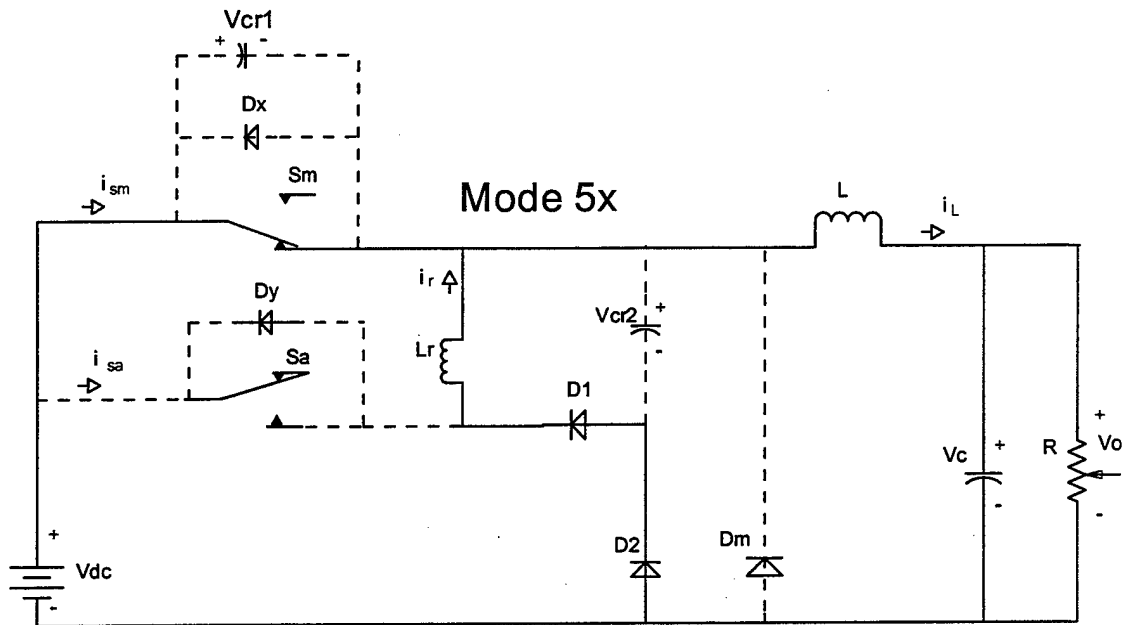 Vcr1
+ -
Dx
Sm
i sm
Mode 5x
L
i L
i r
Dy
Vcr2
+
-
Lr
i sa
Sa
D1
+
Vc
+
-
R
Vo
-
D2
Dm
+
Vdc
-